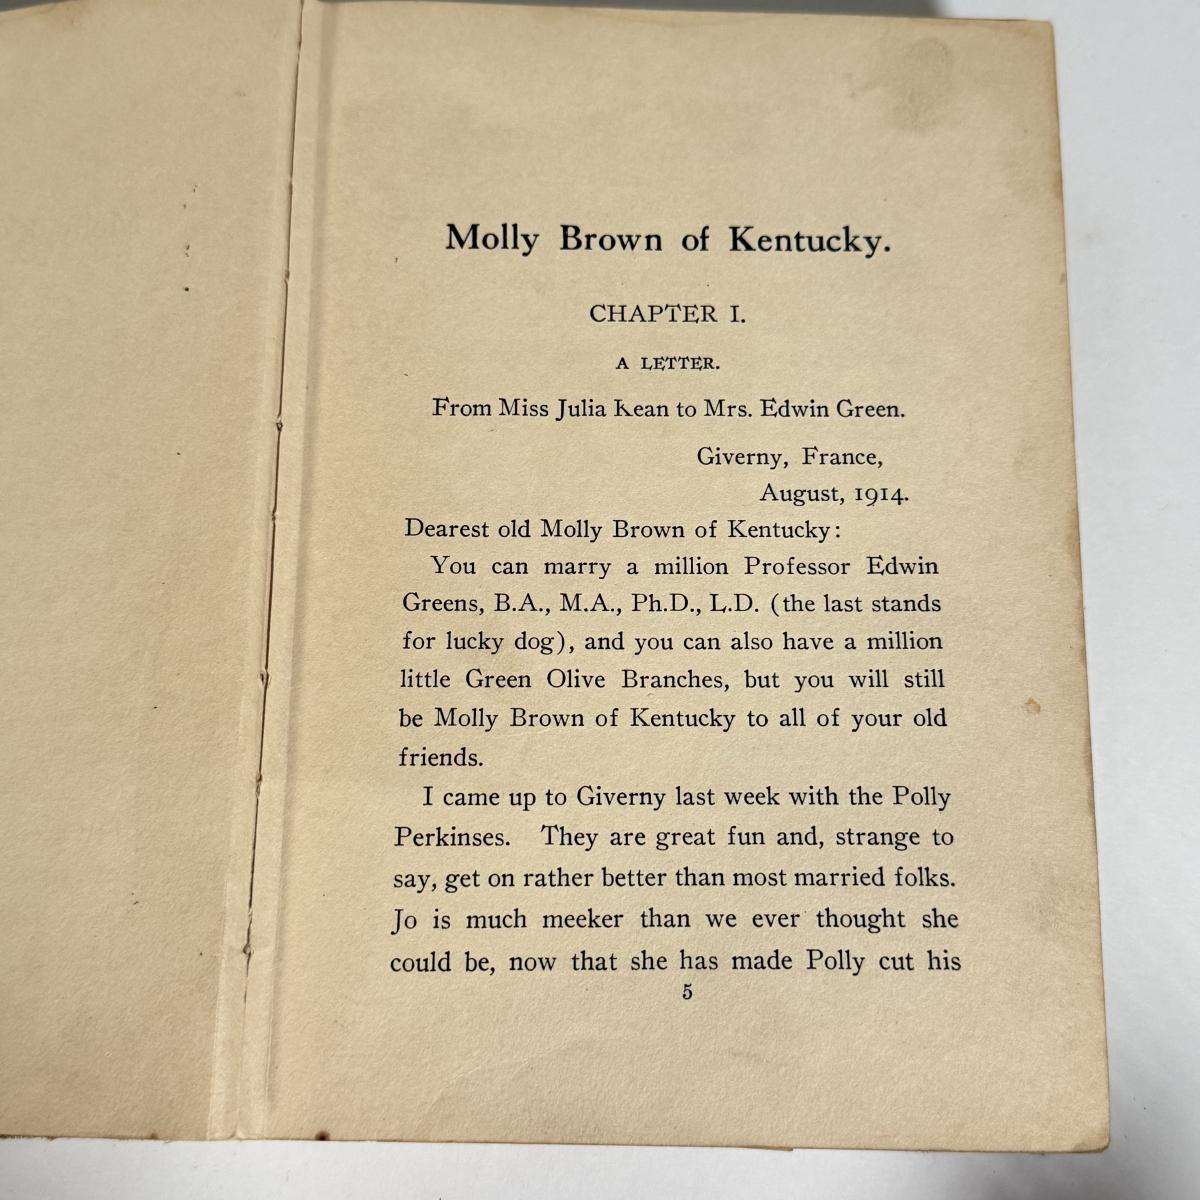 Molly Brown of Kentucky.
CHAPTER I.
A LETTER.
From Miss Julia Kean to Mrs. Edwin Green.
Giverny, France,
August, 1914.
Dearest old Molly Brown of Kentucky:
You can marry a million Professor Edwin
Greens, B.A., M.A., Ph.D., L.D. (the last stands
for lucky dog), and you can also have a million
little Green Olive Branches, but you will still
be Molly Brown of Kentucky to all of your old
friends.
I came up to Giverny last week with the Polly
Perkinses. They are great fun and, strange to
say, get on rather better than most married folks.
Jo is much meeker than we ever thought she
could be, now that she has made Polly cut his
5